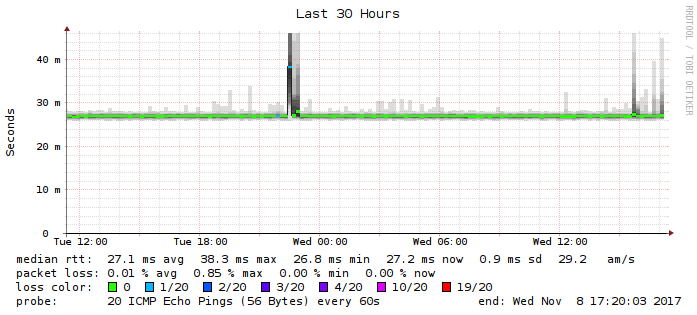 Last 30 Hours
RRDTOOL / TOBI OETIKER
Seconds
40 m
30 m
20 m
10 m
0
Tue 12:00 Tue 18:00 Wed 00:00 Wed 06:00 Wed 12:00
median rtt: 27.1 ms avg 38.3 ms max 26.8 ms min 27.2 ms now 0.9 ms sd 29.2 am/s
packet loss: 0.01 % avg 0.85 % max 0.00 % min 0.00 % now
loss color: 0 1/20 2/20 3/20 4/20 10/20 19/20
probe: 20 ICMP Echo Pings (56 Bytes) every 60s end: Wed Nov 8 17:20:03 2017